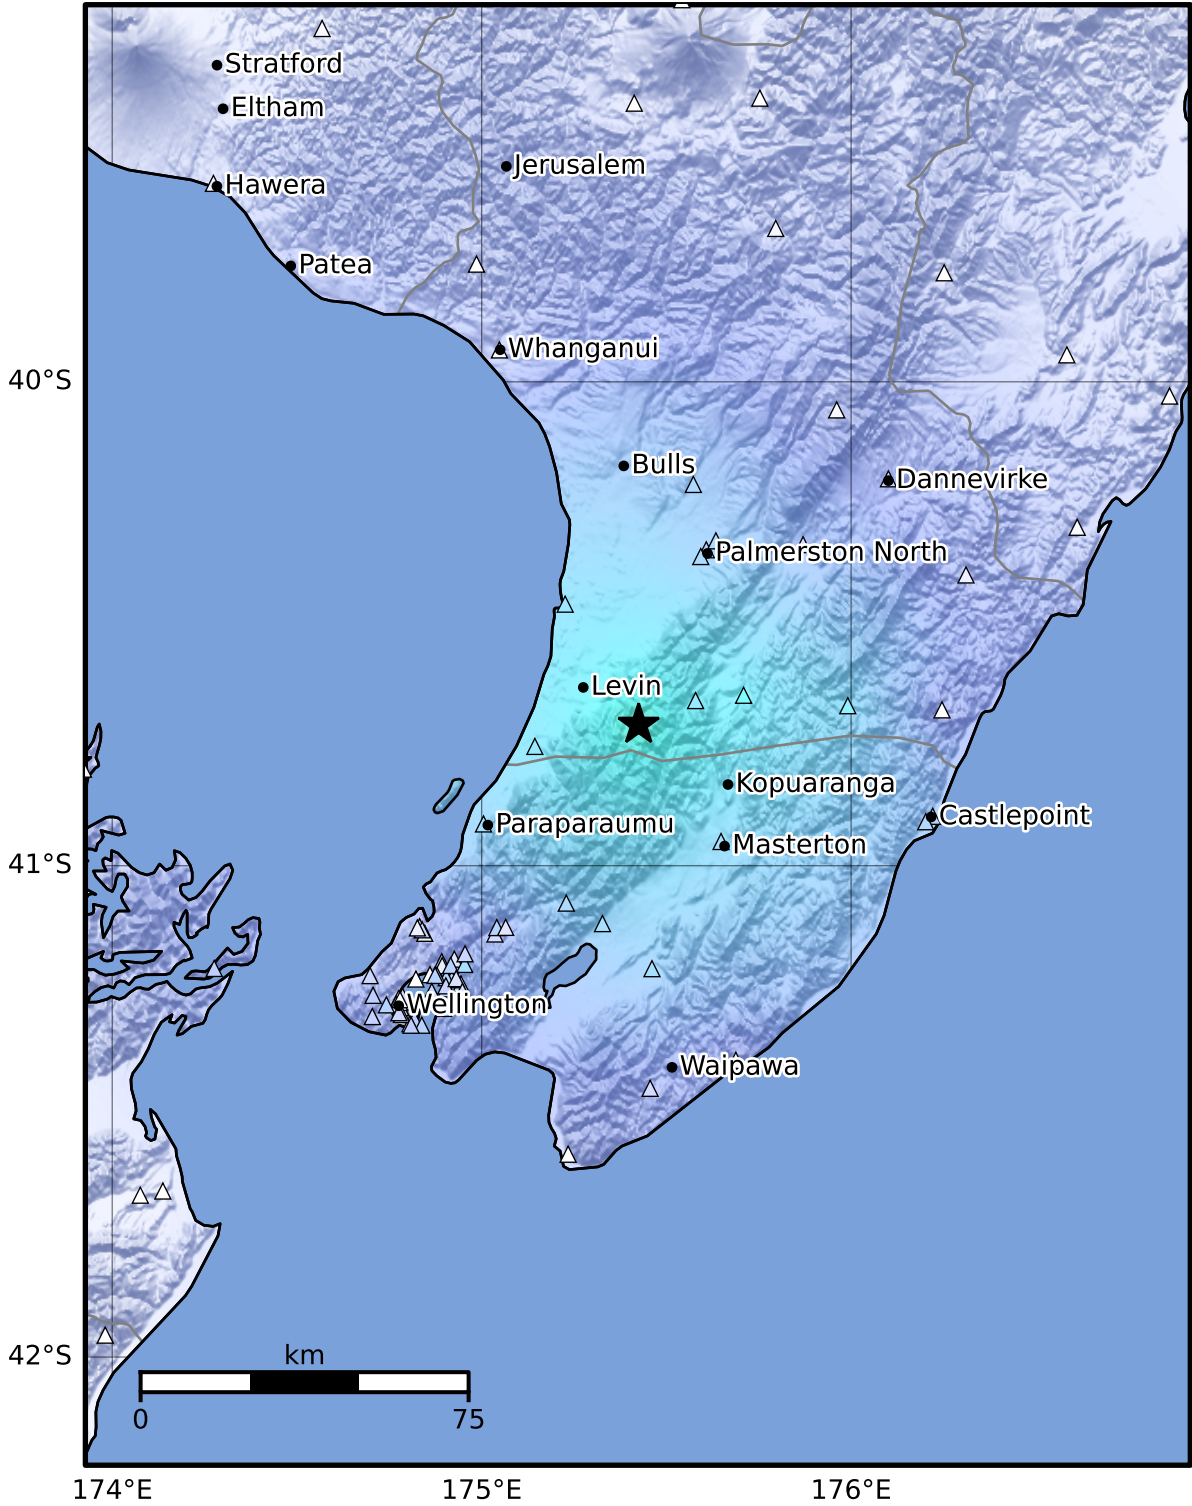 Stratford
Eltham
Jerusalem
Hawera
Patea
Whanganui
40°S
Bulls
Dannevirke
Palmerston North
Levin
Kopuaranga
Castlepoint
Paraparaumu
Masterton
41°S
Wellington
Waipawa
42°S
km
0
75
174°E
175°E
176°E